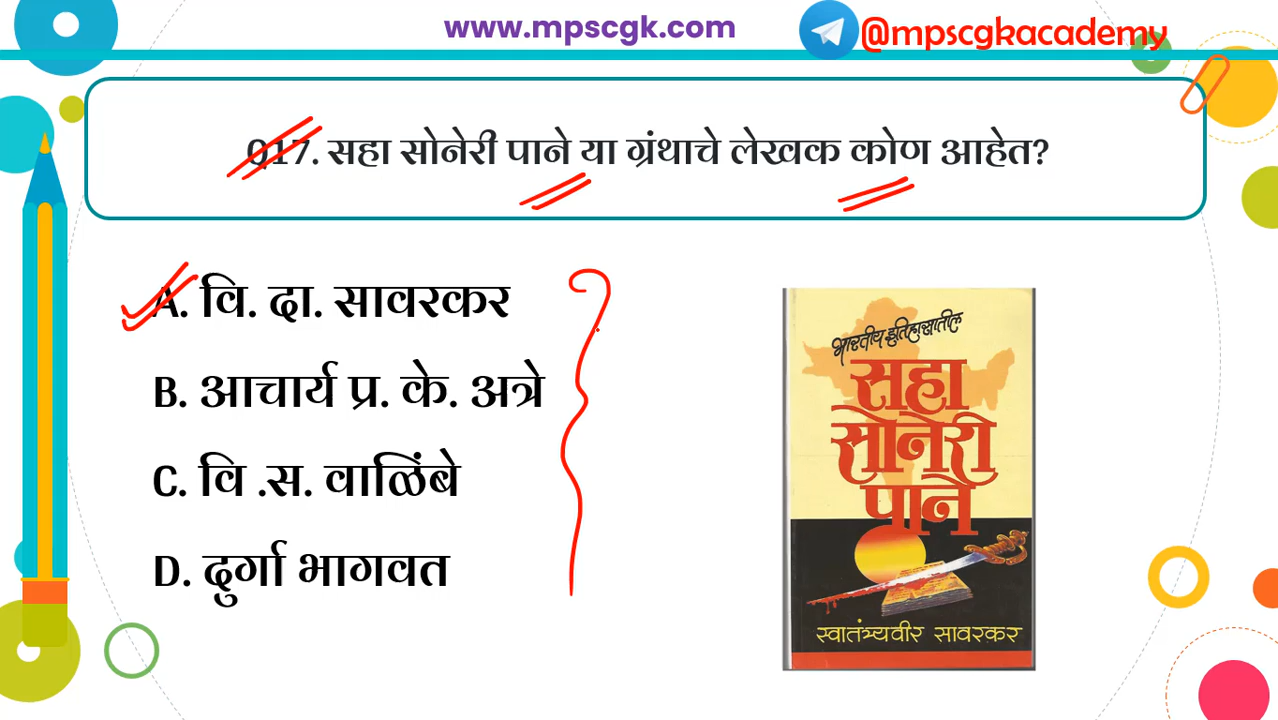 www.mpscgk.com
@mpscgkacademy
Q17. सहा सोनेरी पाने या ग्रंथाचे लेखक कोण आहेत?
A. वि. दा. सावरकर
B. आचार्य प्र. के. अत्रे
C. वि .स. वाळिंबे
D. दुर्गा भागवत
भारतीय इतिहासातील
सहा
सोनेरी
पाने
स्वातंत्र्यवीर सावरकर